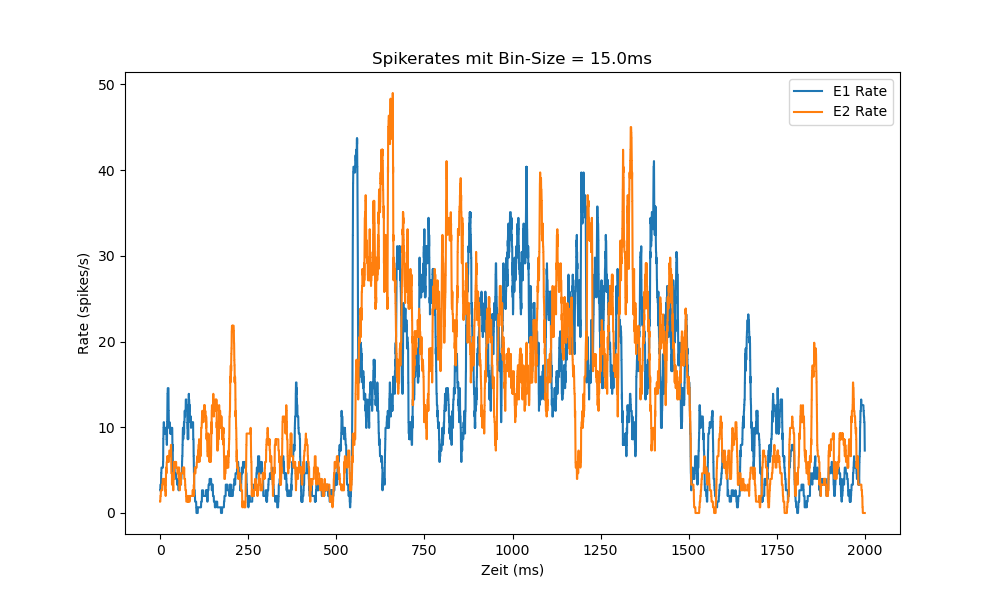 Spikerates mit Bin-Size = 15.0ms
E1 Rate
E2 Rate
50
40
30
20
10
0
Rate (spikes/s)
0 250 500 750 1000 1250 1500 1750 2000
Zeit (ms)